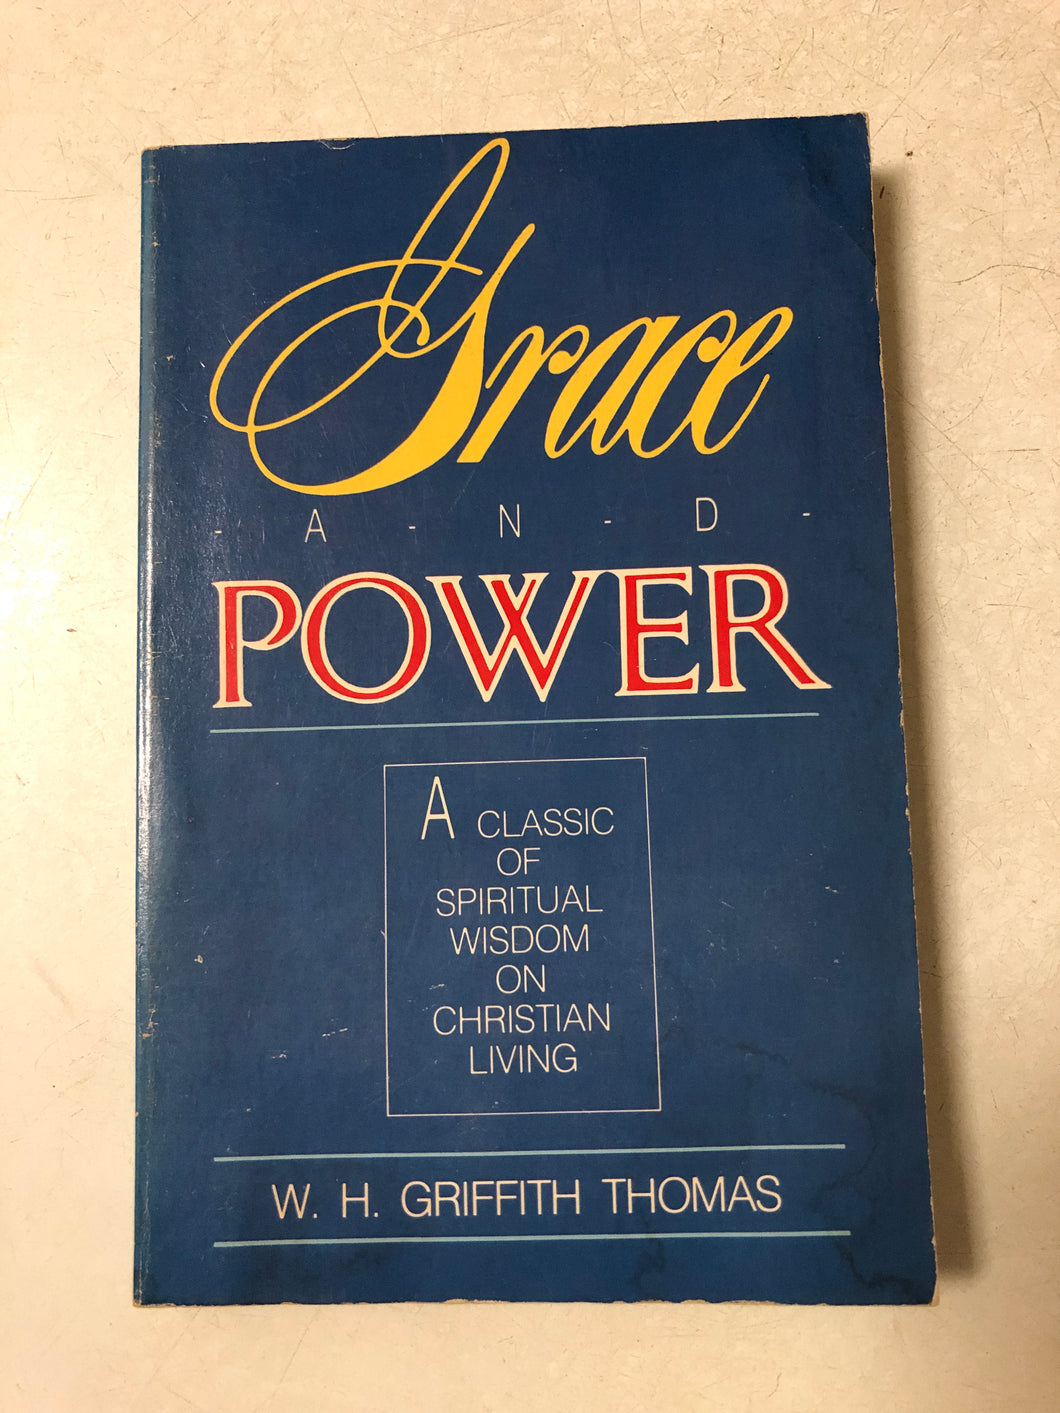 Grace
- A - N - D -
POWER
A CLASSIC
OF
SPIRITUAL
WISDOM
ON
CHRISTIAN
LIVING
W. H. GRIFFITH THOMAS